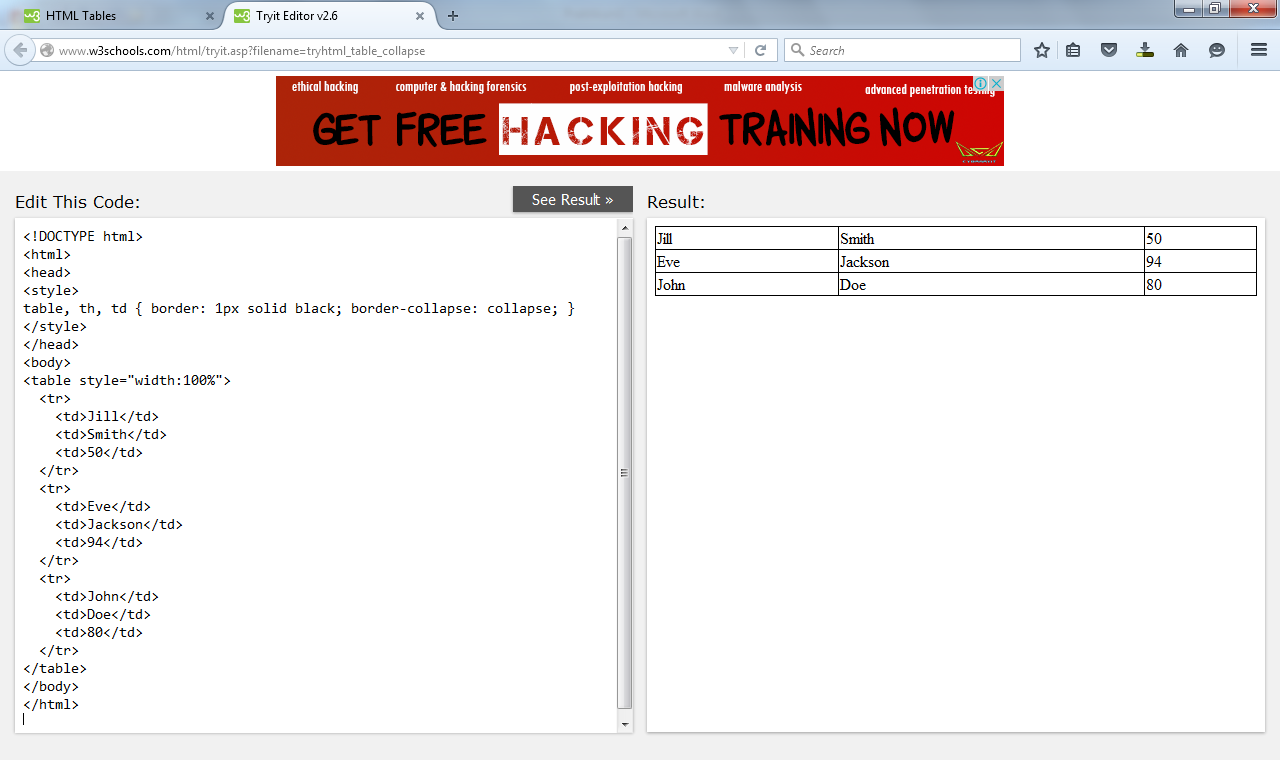 HTML Tables
Tryit Editor v2.6
www.w3schools.com/html/tryit.asp?filename=tryhtml_table_collapse
Search
ethical hacking computer & hacking forensics post-exploitation hacking malware analysis advanced penetration testing
GET FREE HACKING TRAINING NOW
Edit This Code:
See Result »
<!DOCTYPE html>
<html>
<head>
<style>
table, th, td { border: 1px solid black; border-collapse: collapse; }
</style>
</head>
<body>
<table style="width:100%">
  <tr>
    <td>Jill</td>
    <td>Smith</td>
    <td>50</td>
  </tr>
  <tr>
    <td>Eve</td>
    <td>Jackson</td>
    <td>94</td>
  </tr>
  <tr>
    <td>John</td>
    <td>Doe</td>
    <td>80</td>
  </tr>
</table>
</body>
</html>
Result:
Jill Smith 50
Eve Jackson 94
John Doe 80